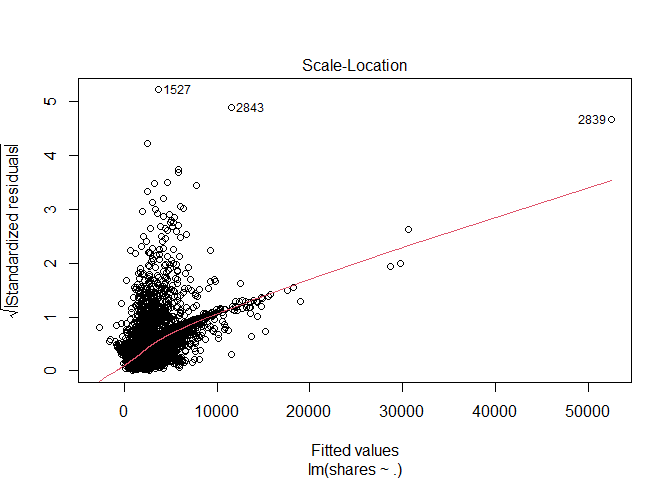 Scale-Location
√|Standardized residuals|
5
4
3
2
1
0
1527
2843
2839
0 10000 20000 30000 40000 50000
Fitted values
lm(shares ~ .)